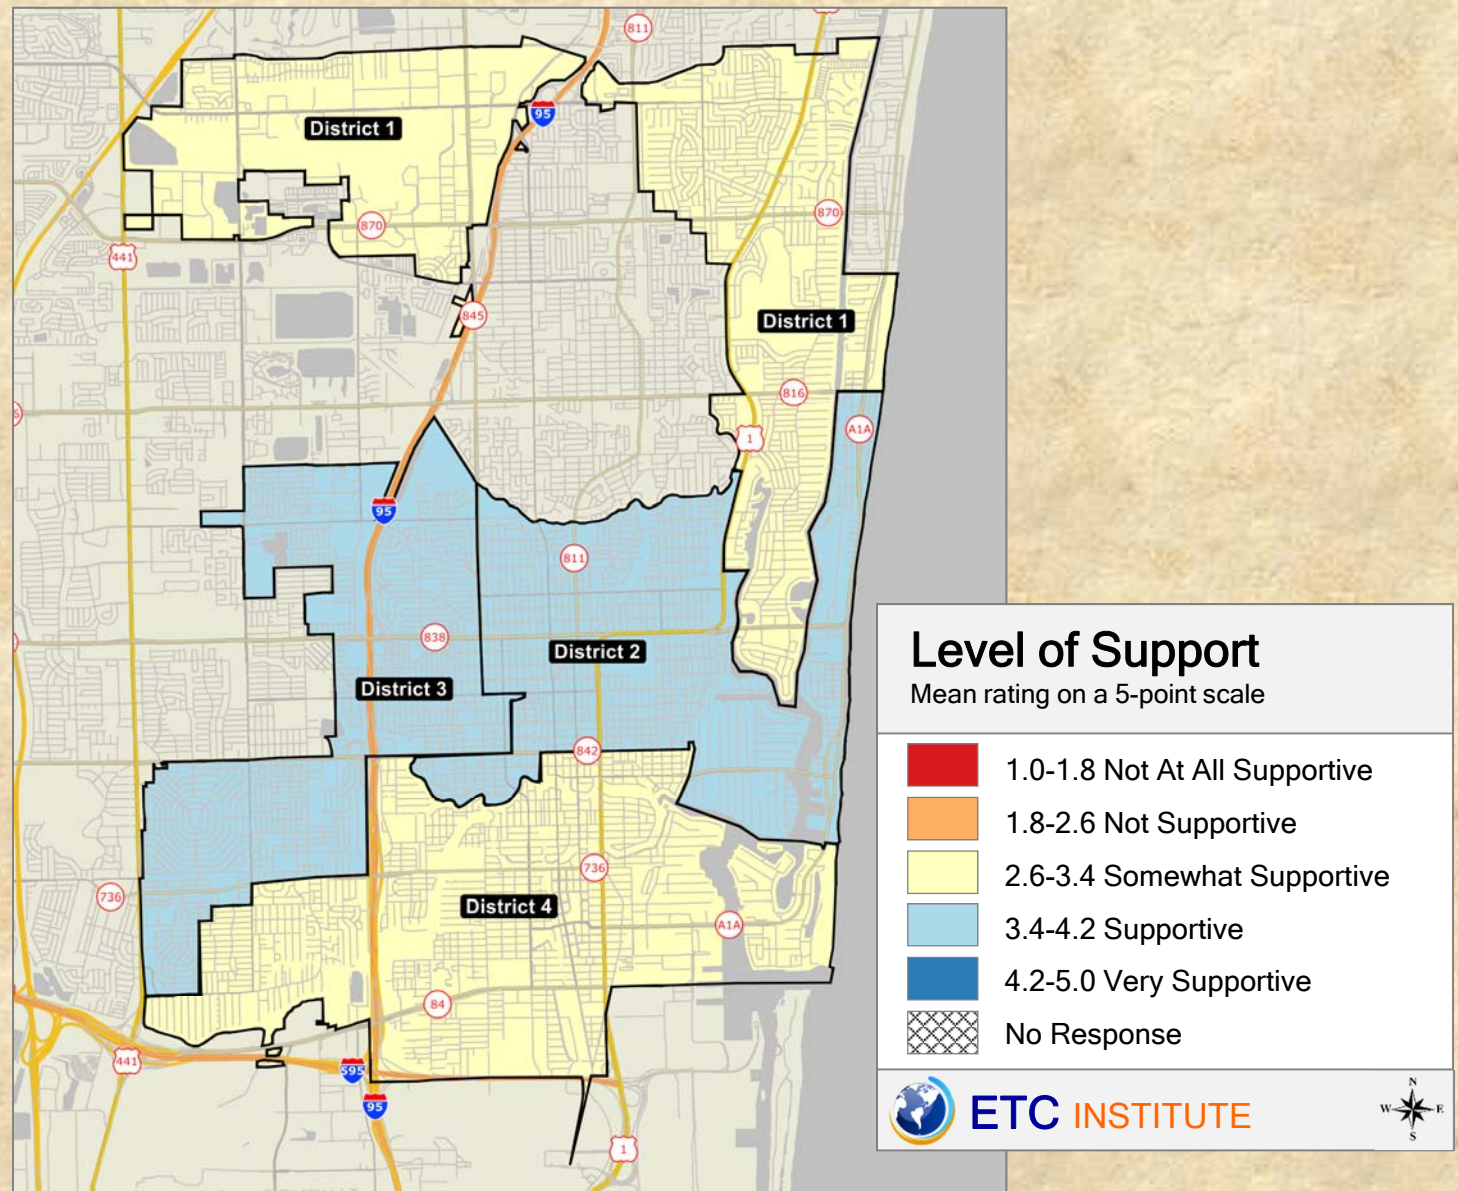 811
95
District 1
870
870
441
845
District 1
816
A1A
1
95
811
838
District 2
District 3
842
736
736
District 4
A1A
84
441
595
95
1
Level of Support
Mean rating on a 5-point scale
1.0-1.8 Not At All Supportive
1.8-2.6 Not Supportive
2.6-3.4 Somewhat Supportive
3.4-4.2 Supportive
4.2-5.0 Very Supportive
No Response
ETC INSTITUTE
N
W E
S